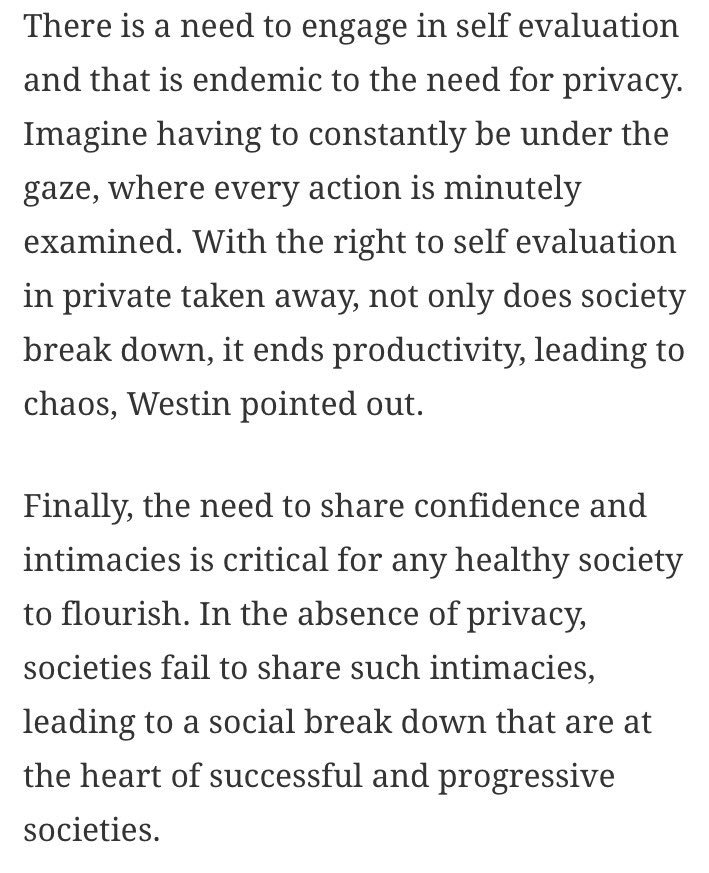 There is a need to engage in self evaluation
and that is endemic to the need for privacy.
Imagine having to constantly be under the
gaze, where every action is minutely
examined. With the right to self evaluation
in private taken away, not only does society
break down, it ends productivity, leading to
chaos, Westin pointed out.
Finally, the need to share confidence and
intimacies is critical for any healthy society
to flourish. In the absence of privacy,
societies fail to share such intimacies,
leading to a social break down that are at
the heart of successful and progressive
societies.